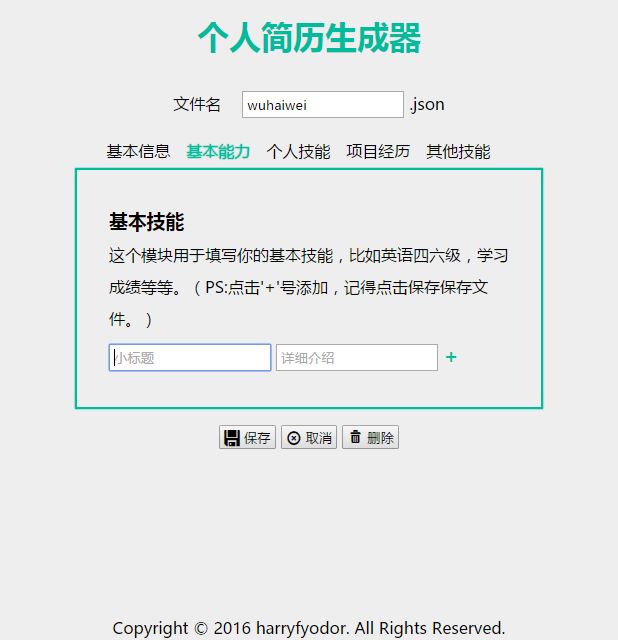 个人简历生成器
文件名 wuhaiwei .json
基本信息 基本能力 个人技能 项目经历 其他技能
基本技能
这个模块用于填写你的基本技能，比如英语四六级，学习
成绩等等。（PS:点击'+'号添加，记得点击保存保存文
件。）
小标题 详细介绍 +
保存 取消 删除
Copyright © 2016 harryfyodor. All Rights Reserved.